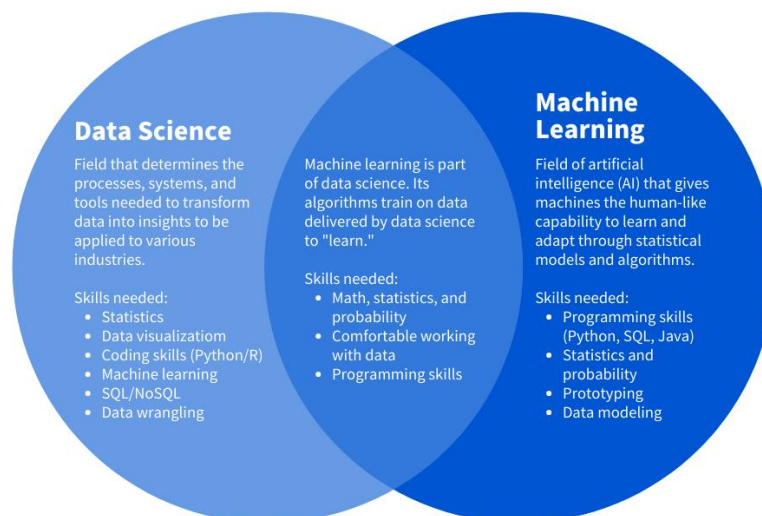 Data Science
Field that determines the
processes, systems, and
tools needed to transform
data into insights to be
applied to various
industries.
Skills needed:
• Statistics
• Data visualizatiom
• Coding skills (Python/R)
• Machine learning
• SQL/NoSQL
• Data wrangling
Machine learning is part
of data science. Its
algorithms train on data
delivered by data science
to "learn."
Skills needed:
• Math, statistics, and
probability
• Comfortable working
with data
• Programming skills
Machine
Learning
Field of artificial
intelligence (AI) that gives
machines the human-like
capability to learn and
adapt through statistical
models and algorithms.
Skills needed:
• Programming skills
(Python, SQL, Java)
• Statistics and
probability
• Prototyping
• Data modeling